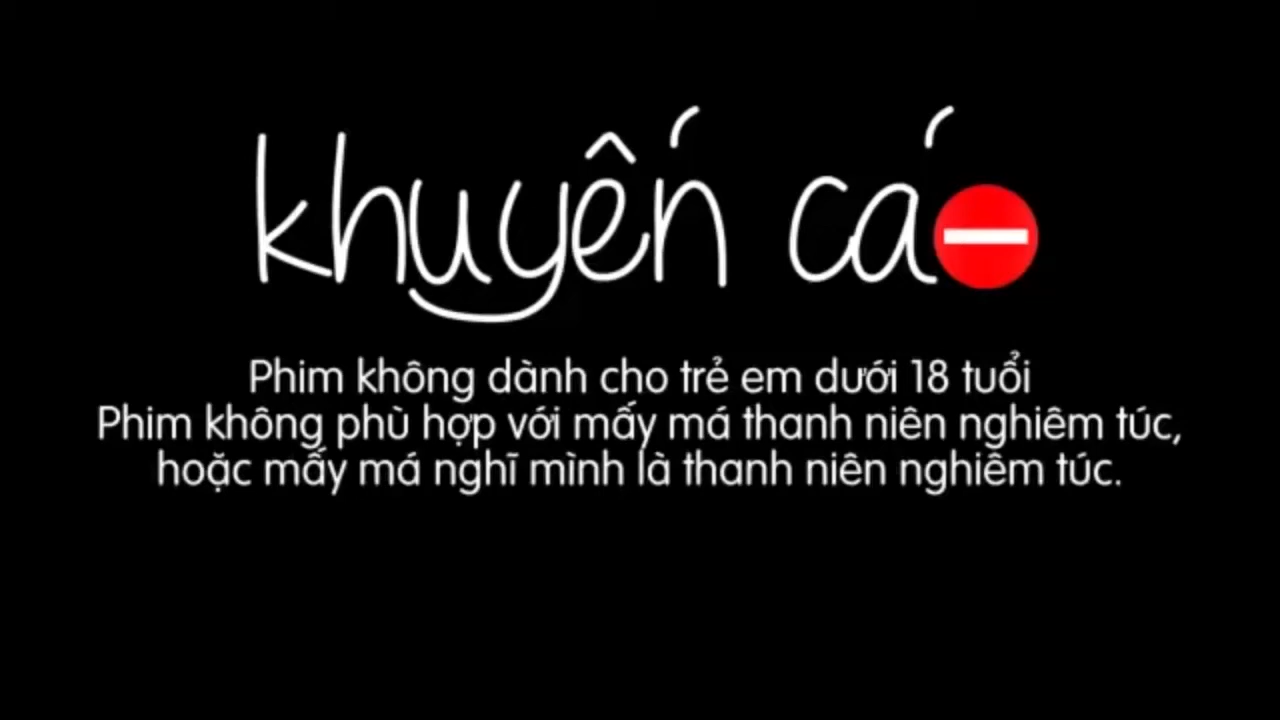 khuyến cáo
Phim không dành cho trẻ em dưới 18 tuổi
Phim không phù hợp với mấy má thanh niên nghiêm túc,
hoặc mấy má nghĩ mình là thanh niên nghiêm túc.